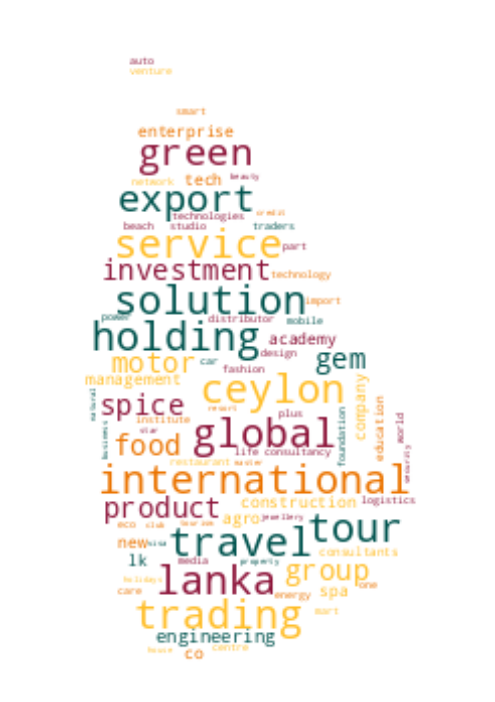 auto
venture
smart
enterprise
green
network tech beauty
export credit
technologies
beach studio traders
service part
investment technology
solution import
power distributor mobile
holding academy
design
motor car gem
fashion
management
ceylon company
natural spice resort
institute plus foundation education world
star global
business food life consultancy security
restaurant master
international
product construction logistics
agro jewellery
eco club tourism
new visa travel tour
consultants
lk media property
lanka group
holidays one
care energy spa
trading mart
engineering
house centre
co